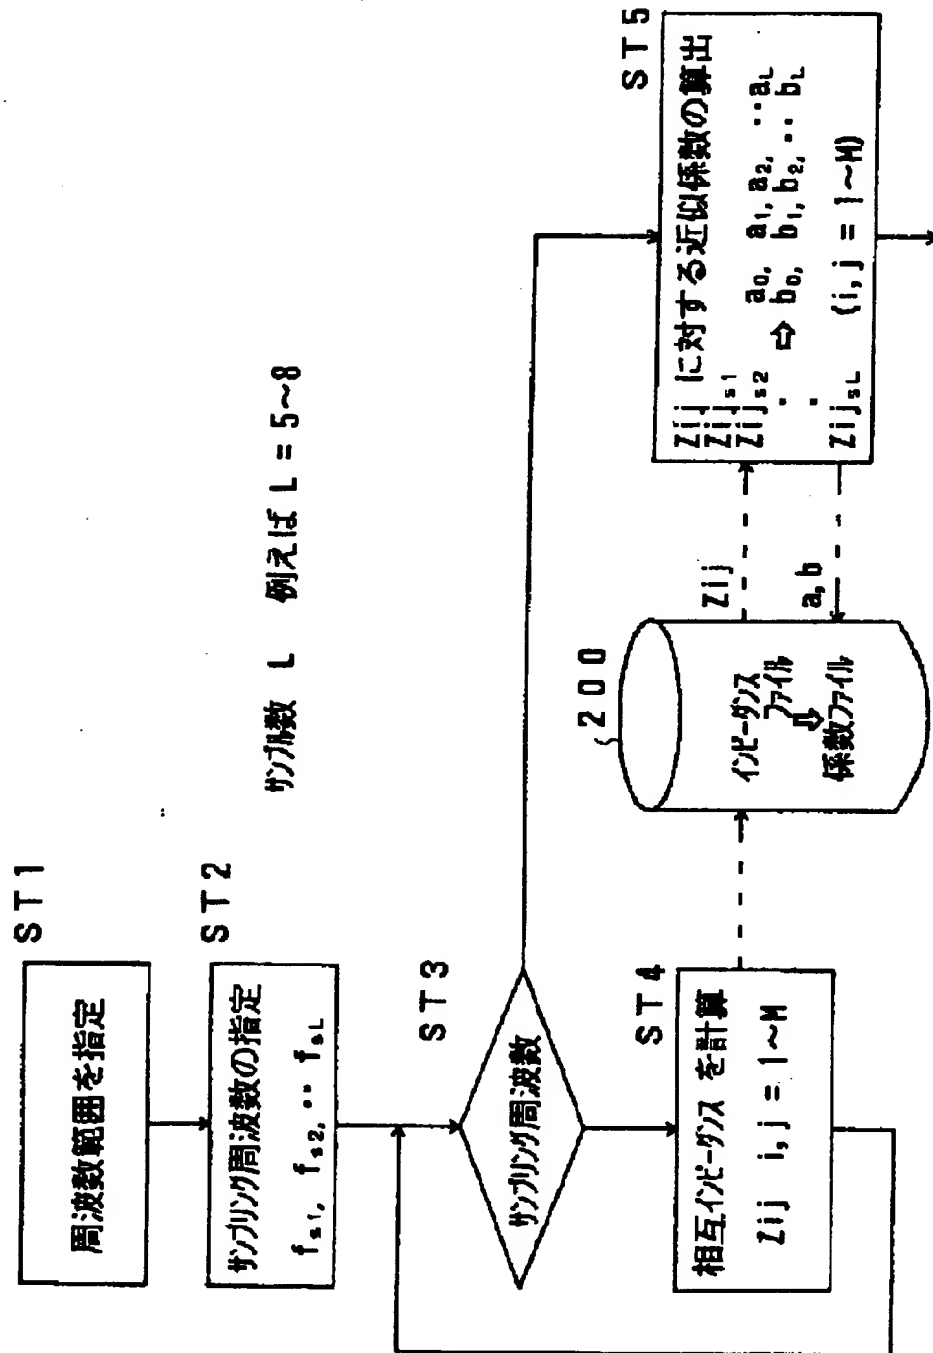 ST1
周波数範囲を指定
ST2
サンプリング周波数の指定
fs1, fs2, ‥ fsL
サンプル数 L 例えば L = 5~8
ST3
サンプリング周波数
ST4
相互インピーダンス を計算
Zij i,j = 1~M
200
インピーダンス
ファイル
⇩
係数ファイル
Zij
a,b
ST5
Zij に対する近似係数の算出
Zijs1
Zijs2 a0, a1, a2, ‥aL
・ ⇨ b0, b1, b2, ‥ bL
・
ZijsL (i,j = 1~M)